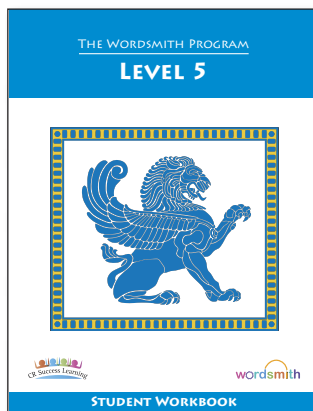 The Wordsmith Program
Level 5
CR Success Learning
wordsmith
Student Workbook